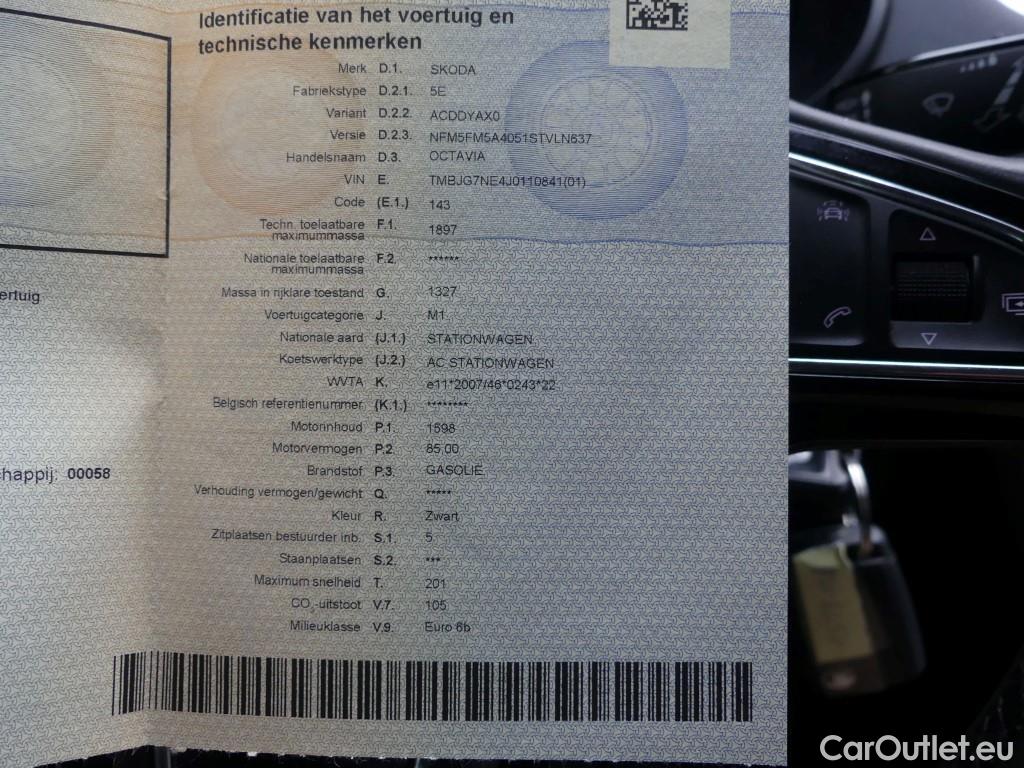 Identificatie van het voertuig en
technische kenmerken
Merk D.1. SKODA
Fabriekstype D.2.1. 5E
Variant D.2.2. ACDDYAX0
Versie D.2.3. NFM5FM5A4051STVLN637
Handelsnaam D.3. OCTAVIA
VIN E. TMBJG7NE4J0110841(01)
Code (E.1.) 143
Techn. toelaatbare F.1. 1897
maximummassa
Nationale toelaatbare F.2. ******
maximummassa
Massa in rijklare toestand G. 1327
Voertuigcategorie J. M1
Nationale aard (J.1.) STATIONWAGEN
Koetswerktype (J.2.) AC STATIONWAGEN
WVTA K. e11*2007/46*0243*22
Belgisch referentienummer (K.1.) ********
Motorinhoud P.1. 1598
Motorvermogen P.2. 85,00
Brandstof P.3. GASOLIE
Verhouding vermogen/gewicht Q. *****
Kleur R. Zwart
Zitplaatsen bestuurder inb. S.1. 5
Staanplaatsen S.2. ***
Maximum snelheid T. 201
CO₂-uitstoot V.7. 105
Milieuklasse V.9. Euro 6b
ertuig
happij: 00058
CarOutlet.eu